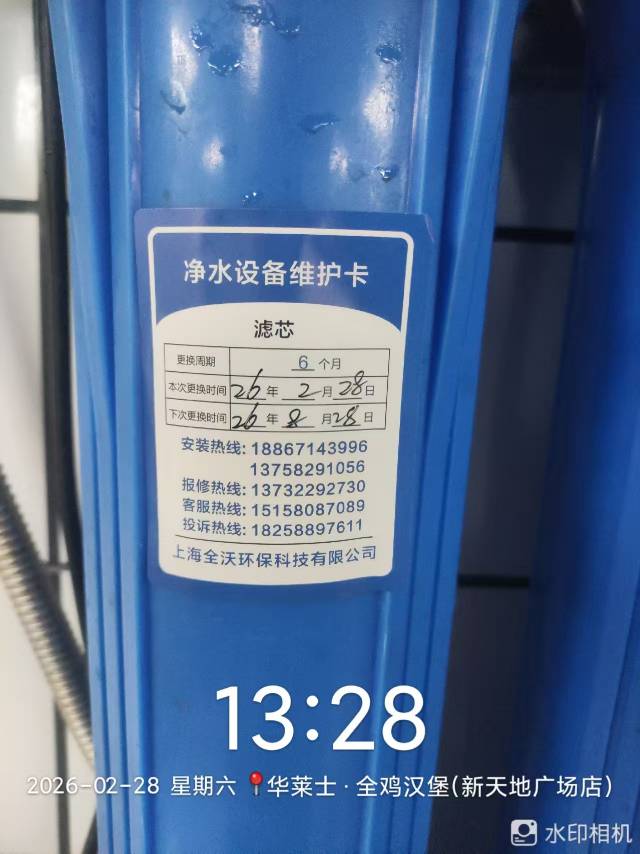 净水设备维护卡
滤芯
更换周期 6 个月
本次更换时间 26 年 2 月 28 日
下次更换时间 26 年 8 月 28 日
安装热线: 18867143996
13758291056
报修热线: 13732292730
客服热线: 15158087089
投诉热线: 18258897611
上海全沃环保科技有限公司
13:28
2026-02-28 星期六 📍华莱士·全鸡汉堡(新天地广场店)
水印相机